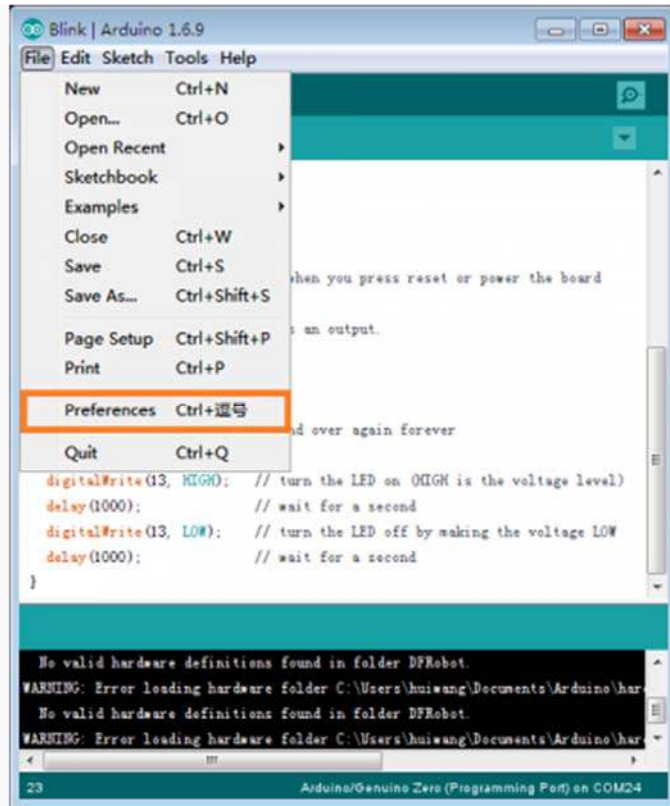 Blink | Arduino 1.6.9
File Edit Sketch Tools Help
New Ctrl+N
Open... Ctrl+O
Open Recent
Sketchbook
Examples
Close Ctrl+W
Save Ctrl+S
when you press reset or power the board
Save As... Ctrl+Shift+S
s an output.
Page Setup Ctrl+Shift+P
Print Ctrl+P
Preferences Ctrl+逗号
nd over again forever
Quit Ctrl+Q
digitalWrite(13, HIGH); // turn the LED on (HIGH is the voltage level)
delay(1000); // wait for a second
digitalWrite(13, LOW); // turn the LED off by making the voltage LOW
delay(1000); // wait for a second
}
No valid hardware definitions found in folder DFRobot.
WARNING: Error loading hardware folder C:\Users\huiwang\Documents\Arduino\har
No valid hardware definitions found in folder DFRobot.
WARNING: Error loading hardware folder C:\Users\huiwang\Documents\Arduino\har
23 Arduino/Genuino Zero (Programming Port) on COM24